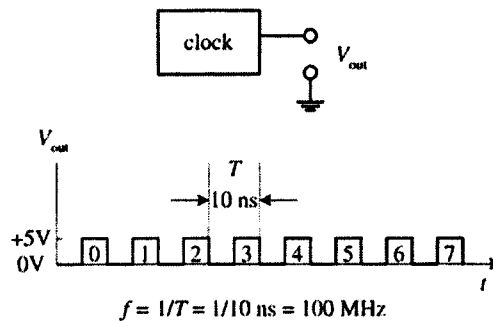 clock
V_out
V_out
T
10 ns
+5V
0V
0 1 2 3 4 5 6 7
t
f = 1/T = 1/10 ns = 100 MHz